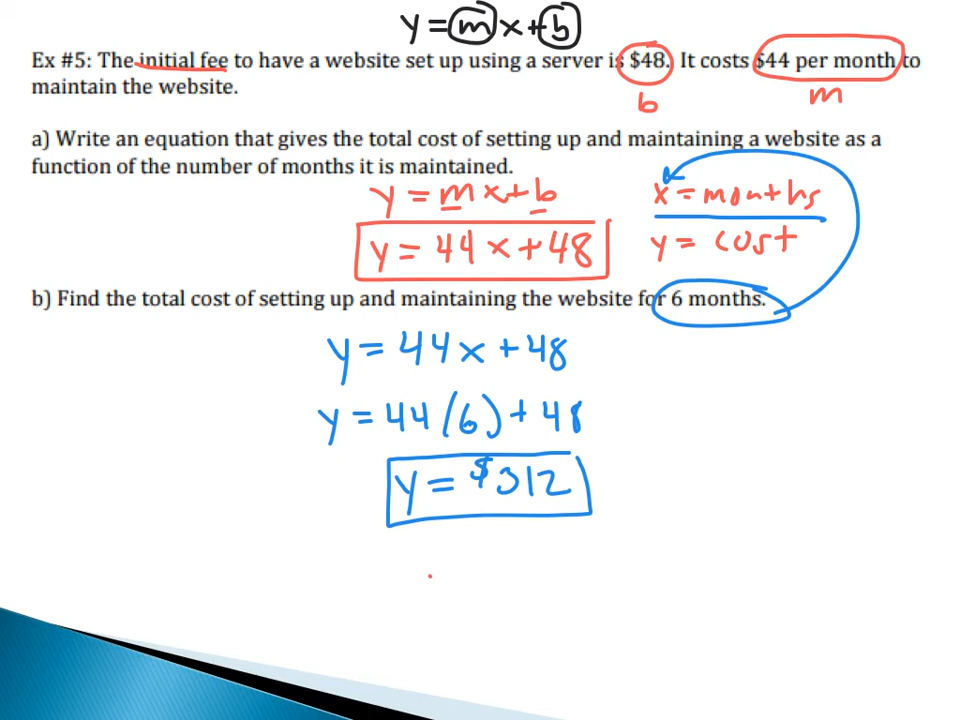 y = mx + b
Ex #5: The initial fee to have a website set up using a server is $48. It costs $44 per month to
maintain the website.
b
m
a) Write an equation that gives the total cost of setting up and maintaining a website as a
function of the number of months it is maintained.
y = mx + b
x = months
y = 44x + 48
y = cost
b) Find the total cost of setting up and maintaining the website for 6 months.
y = 44x + 48
y = 44(6) + 48
y = $312